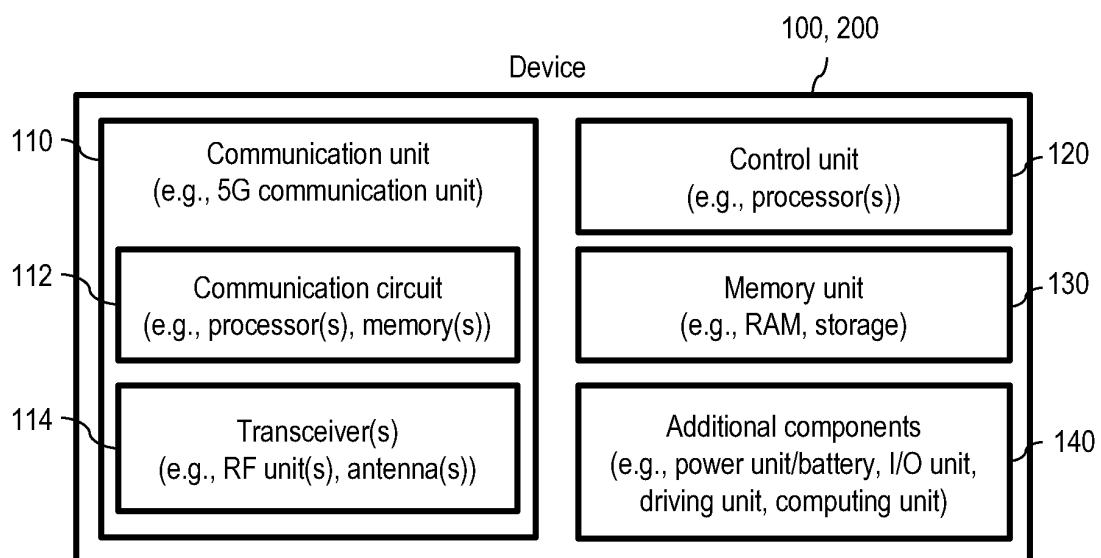 100, 200
Device
110
Communication unit
(e.g., 5G communication unit)
112
Communication circuit
(e.g., processor(s), memory(s))
114
Transceiver(s)
(e.g., RF unit(s), antenna(s))
Control unit
(e.g., processor(s))
120
Memory unit
(e.g., RAM, storage)
130
Additional components
(e.g., power unit/battery, I/O unit,
driving unit, computing unit)
140